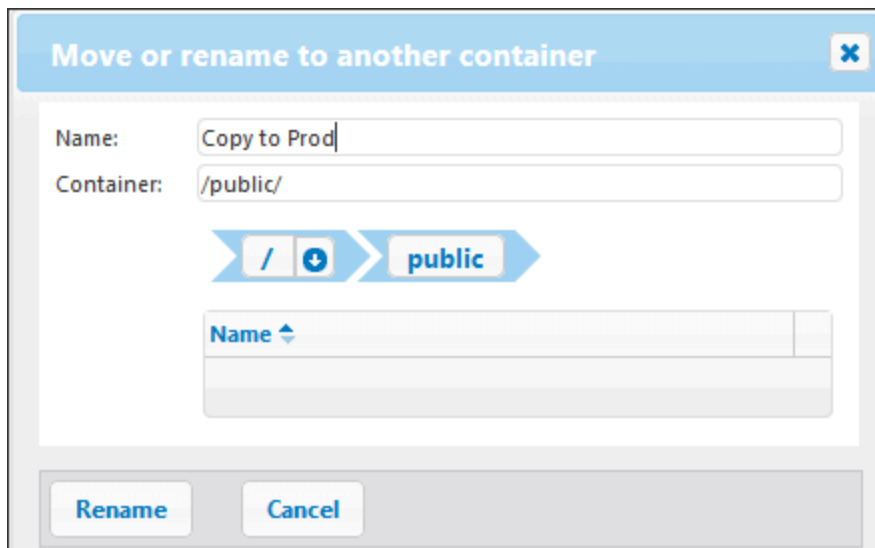 Move or rename to another container
Name: Copy to Prod
Container: /public/
/ public
Name
Rename Cancel